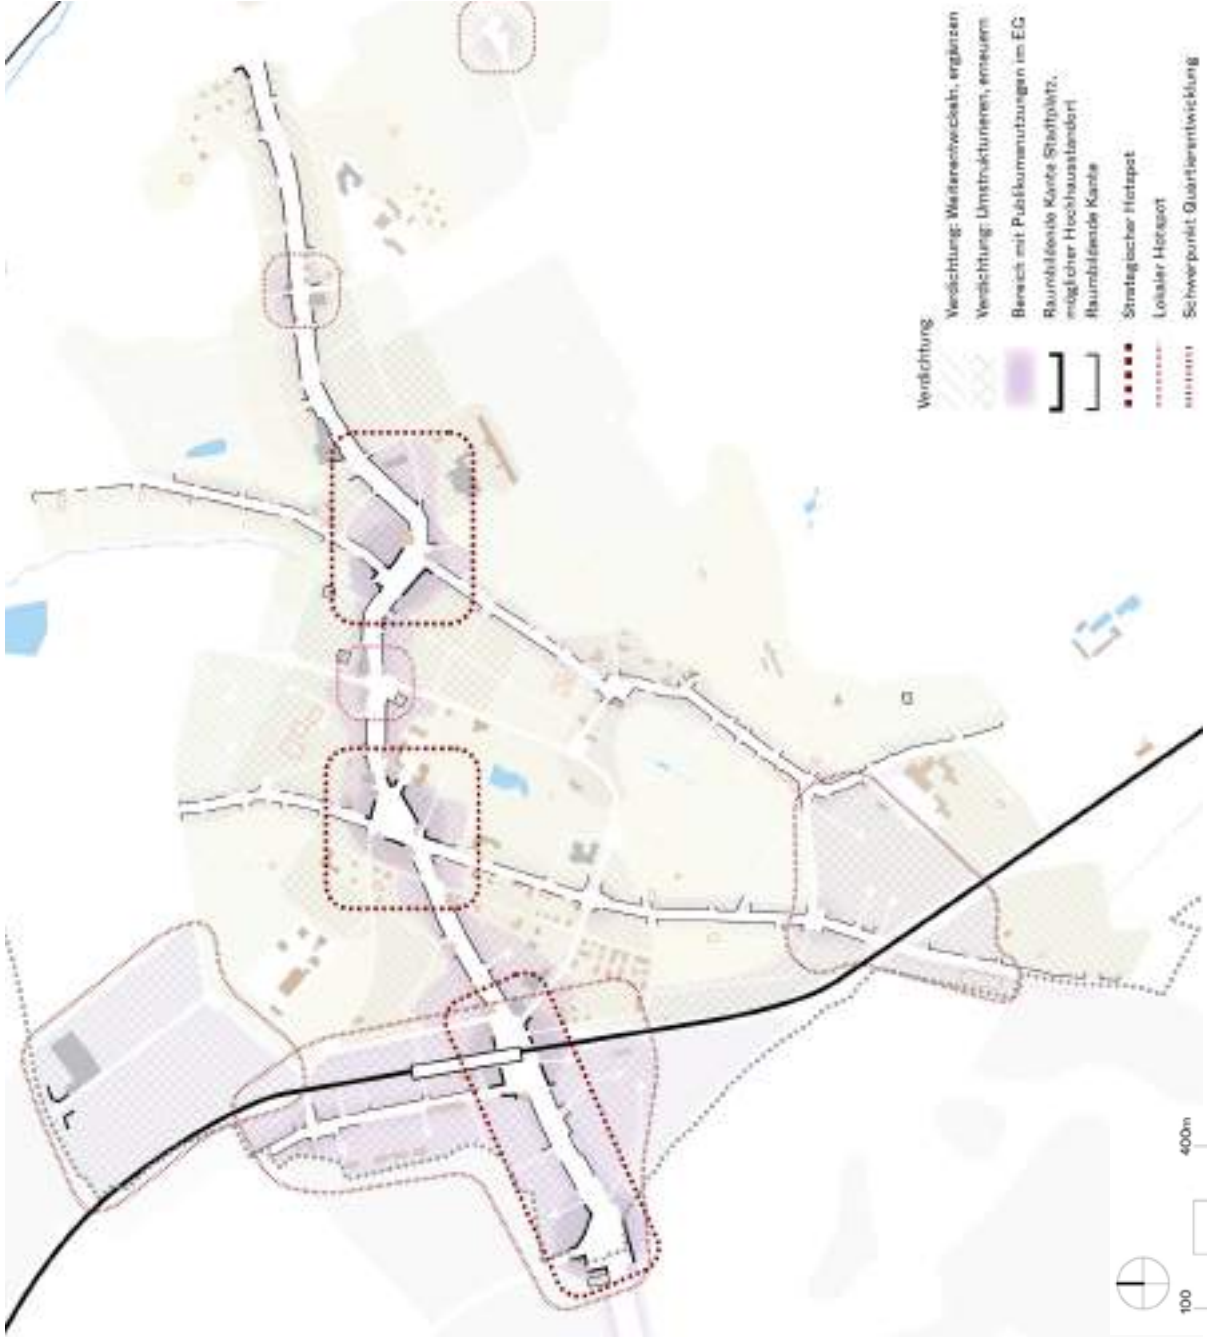 Verdichtung
Verdichtung: Weiterentwickeln, ergänzen
Verdichtung: Umstrukturieren, erneuern
Bereich mit Publikumsnutzungen im EG
Raumbildende Kante Stadtplatz,
möglicher Hochhausstandort
Raumbildende Kante
Strategischer Hotspot
Lokaler Hotspot
Schwerpunkt Quartierentwicklung
100
400m